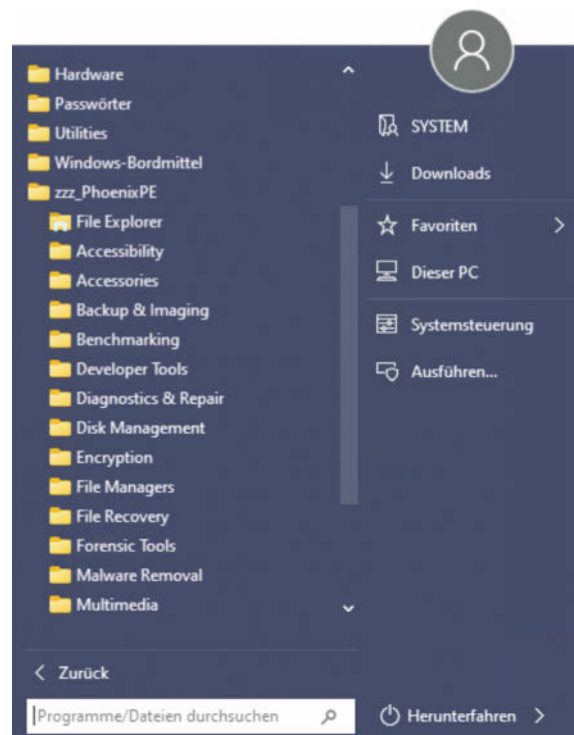 Hardware
Passwörter
Utilities
Windows-Bordmittel
zzz_PhoenixPE
File Explorer
Accessibility
Accessories
Backup & Imaging
Benchmarking
Developer Tools
Diagnostics & Repair
Disk Management
Encryption
File Managers
File Recovery
Forensic Tools
Malware Removal
Multimedia
Zurück
Programme/Dateien durchsuchen
SYSTEM
Downloads
Favoriten
Dieser PC
Systemsteuerung
Ausführen...
Herunterfahren